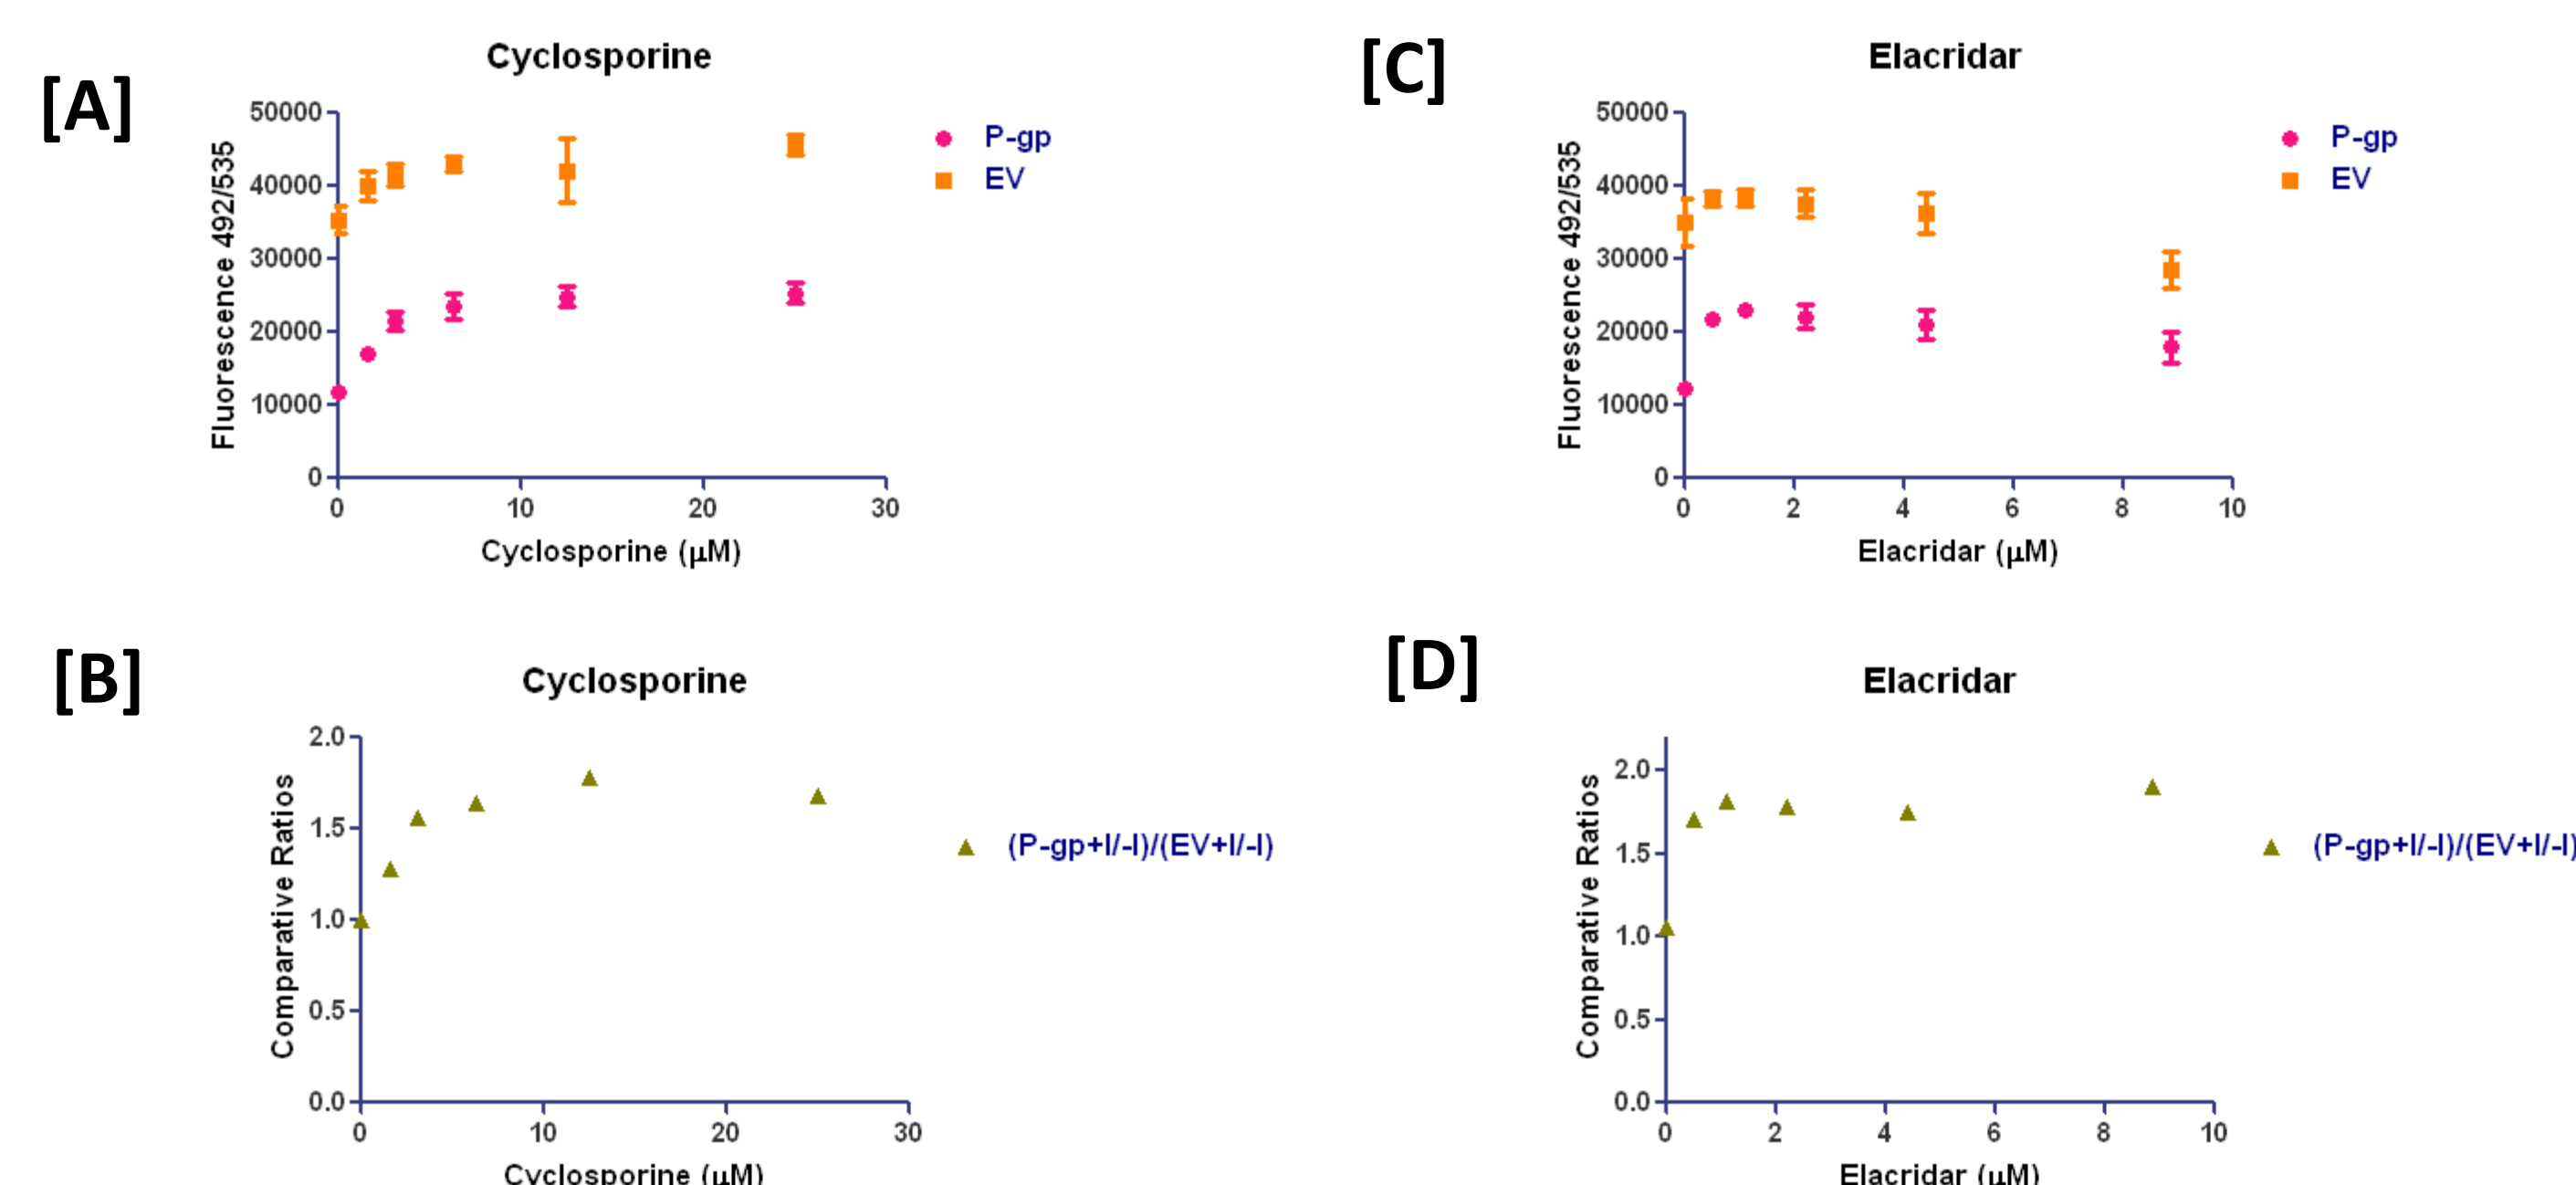 [A]
Cyclosporine
50000
40000
30000
20000
10000
0
Fluorescence 492/535
0 10 20 30
Cyclosporine (μM)
P-gp
EV
[C]
Elacridar
50000
40000
30000
20000
10000
0
Fluorescence 492/535
0 2 4 6 8 10
Elacridar (μM)
P-gp
EV
[B]
Cyclosporine
2.0
1.5
1.0
0.5
0.0
Comparative Ratios
0 10 20 30
Cyclosporine (μM)
(P-gp+I/-I)/(EV+I/-I)
[D]
Elacridar
2.0
1.5
1.0
0.5
0.0
Comparative Ratios
0 2 4 6 8 10
Elacridar (μM)
(P-gp+I/-I)/(EV+I/-I)